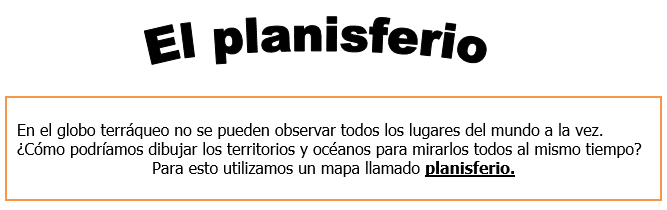 El planisferio
En el globo terráqueo no se pueden observar todos los lugares del mundo a la vez.
¿Cómo podríamos dibujar los territorios y océanos para mirarlos todos al mismo tiempo?
Para esto utilizamos un mapa llamado planisferio.